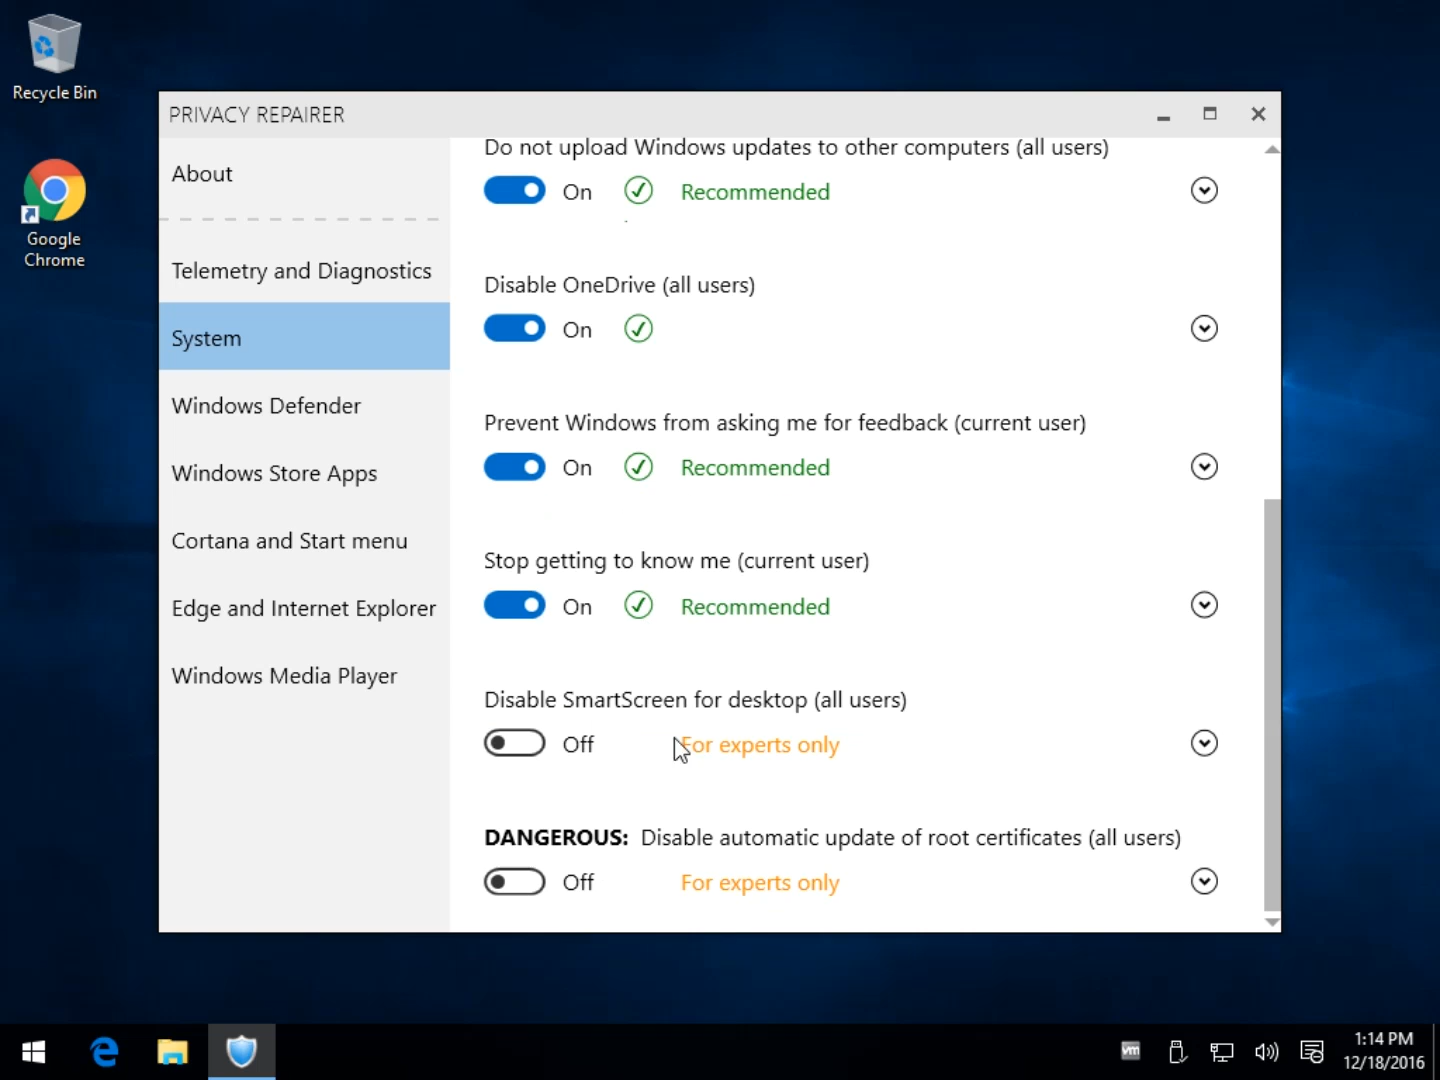 Recycle Bin
Google
Chrome
PRIVACY REPAIRER
About
Telemetry and Diagnostics
System
Windows Defender
Windows Store Apps
Cortana and Start menu
Edge and Internet Explorer
Windows Media Player
Do not upload Windows updates to other computers (all users)
On Recommended
Disable OneDrive (all users)
On
Prevent Windows from asking me for feedback (current user)
On Recommended
Stop getting to know me (current user)
On Recommended
Disable SmartScreen for desktop (all users)
Off For experts only
DANGEROUS: Disable automatic update of root certificates (all users)
Off For experts only
vm
1:14 PM
12/18/2016